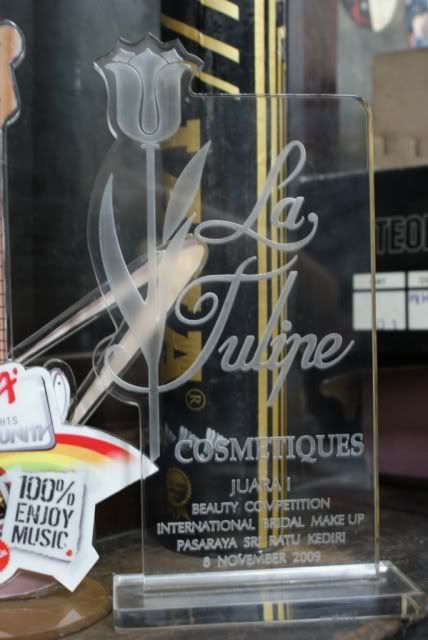 La
Tulipe
COSMETIQUES
JUARA I
BEAUTY COMPETITION
INTERNATIONAL BRIDAL MAKE UP
PASARAYA SRI RATU KEDIRI
8 NOVEMBER 2009
100%
ENJOY
MUSIC
®